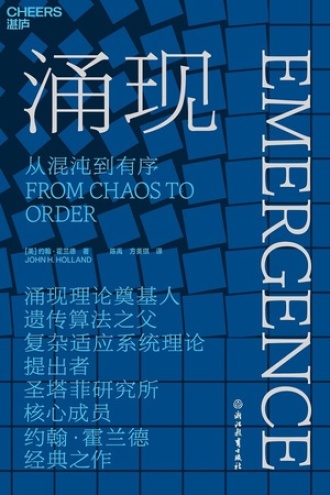 CHEERS
湛庐
涌现
EMERGENCE
从混沌到有序
FROM CHAOS TO
ORDER
[美] 约翰·霍兰德 著
JOHN H. HOLLAND
陈禹 方美琪 译
涌现理论奠基人
遗传算法之父
复杂适应系统理论
提出者
圣塔菲研究所
核心成员
约翰·霍兰德
经典之作
浙江教育出版社